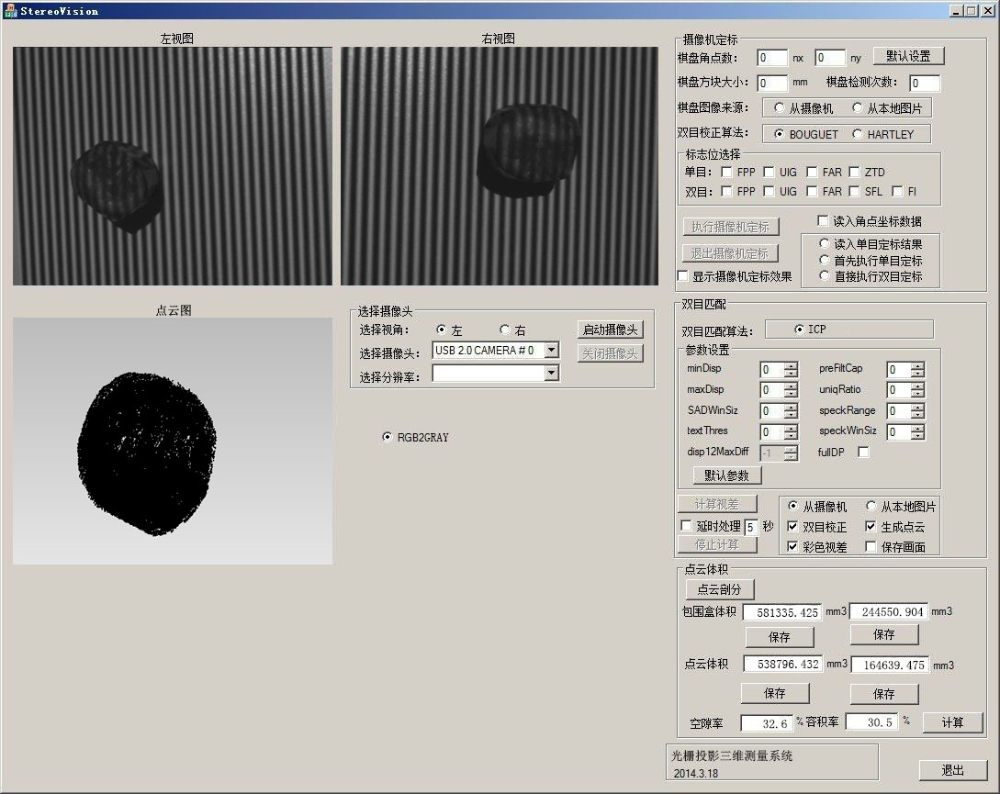 StereoVision
左视图
右视图
点云图
选择摄像头
选择视角： 左 右 启动摄像头
选择摄像头： USB 2.0 CAMERA # 0 关闭摄像头
选择分辨率：
RGB2GRAY
摄像机定标
棋盘角点数： 0 nx 0 ny 默认设置
棋盘方块大小： 0 mm 棋盘检测次数： 0
棋盘图像来源： 从摄像机 从本地图片
双目校正算法： BOUGUET HARTLEY
标志位选择
单目： FPP UIG FAR ZTD
双目： FPP UIG FAR SFL FI
执行摄像机定标 读入角点坐标数据
退出摄像机定标 读入单目定标结果
首先执行单目定标
显示摄像机定标效果 直接执行双目定标
双目匹配
双目匹配算法： ICP
参数设置
minDisp 0 preFiltCap 0
maxDisp 0 uniqRatio 0
SADWinSiz 0 speckRange 0
textThres 0 speckWinSiz 0
disp12MaxDiff -1 fullDP
默认参数
计算视差 从摄像机 从本地图片
延时处理 5 秒 双目校正 生成点云
停止计算 彩色视差 保存画面
点云体积
点云剖分
包围盒体积 581335.425 mm3 244550.904 mm3
保存 保存
点云体积 538796.432 mm3 164639.475 mm3
保存 保存
空隙率 32.6 % 容积率 30.5 % 计算
光栅投影三维测量系统
2014.3.18
退出